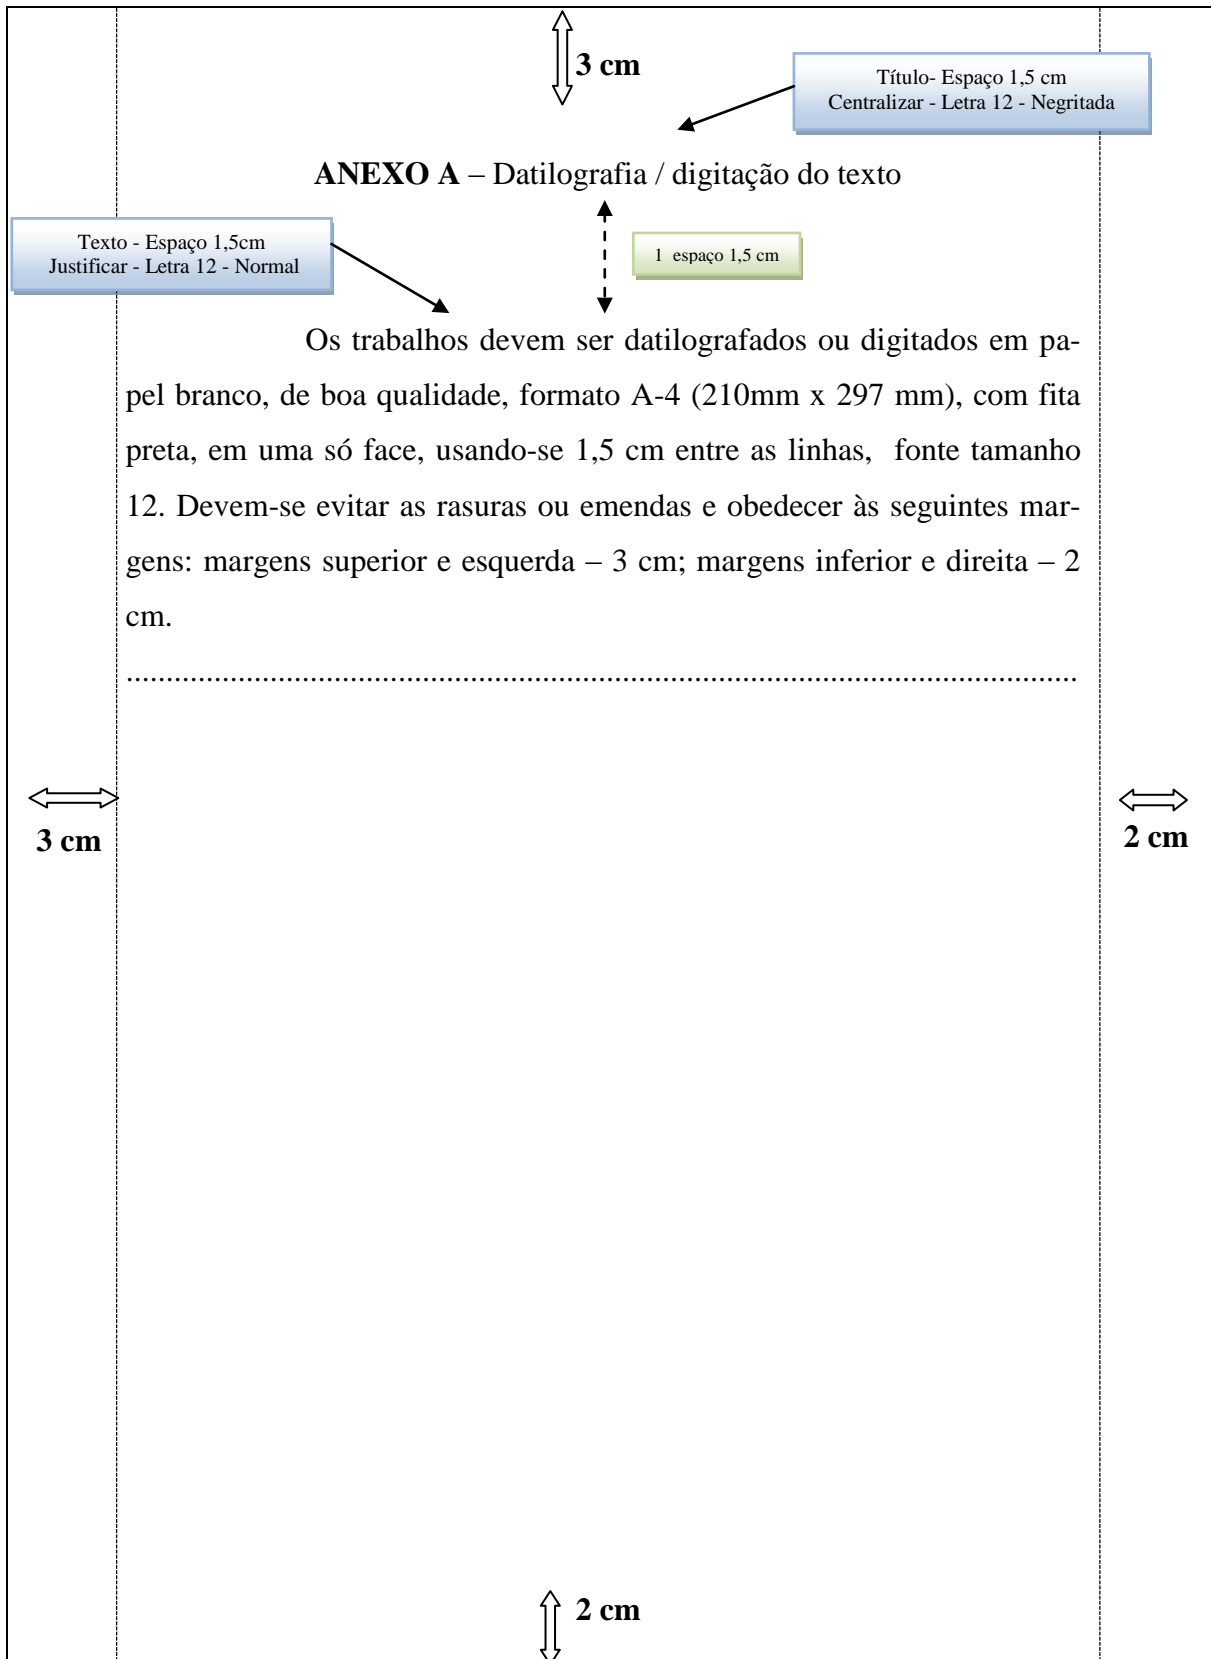 3 cm
Título- Espaço 1,5 cm
Centralizar - Letra 12 - Negritada
ANEXO A – Datilografia / digitação do texto
Texto - Espaço 1,5cm
Justificar - Letra 12 - Normal
1 espaço 1,5 cm
Os trabalhos devem ser datilografados ou digitados em pa-
pel branco, de boa qualidade, formato A-4 (210mm x 297 mm), com fita
preta, em uma só face, usando-se 1,5 cm entre as linhas, fonte tamanho
12. Devem-se evitar as rasuras ou emendas e obedecer às seguintes mar-
gens: margens superior e esquerda – 3 cm; margens inferior e direita – 2
cm.
.......................................................................................................................
3 cm
2 cm
2 cm